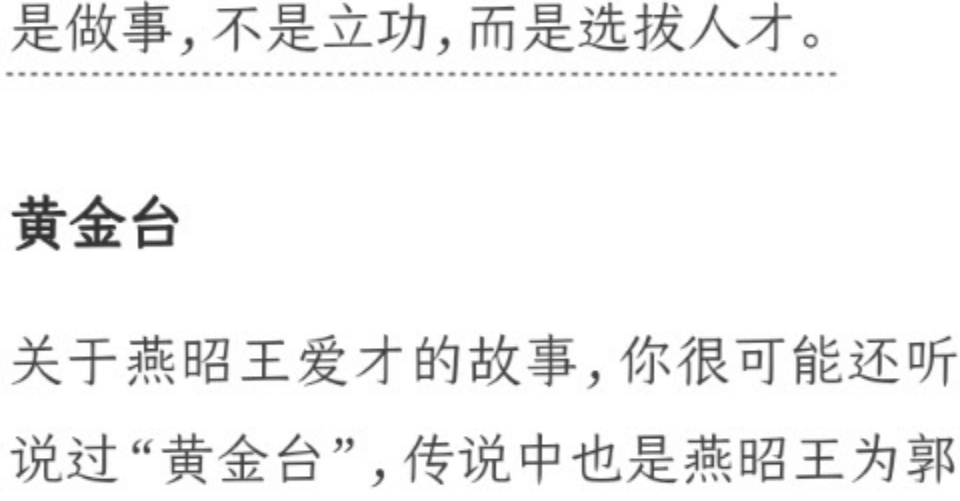 是做事,不是立功,而是选拔人才。
黄金台
关于燕昭王爱才的故事,你很可能还听
说过“黄金台”,传说中也是燕昭王为郭